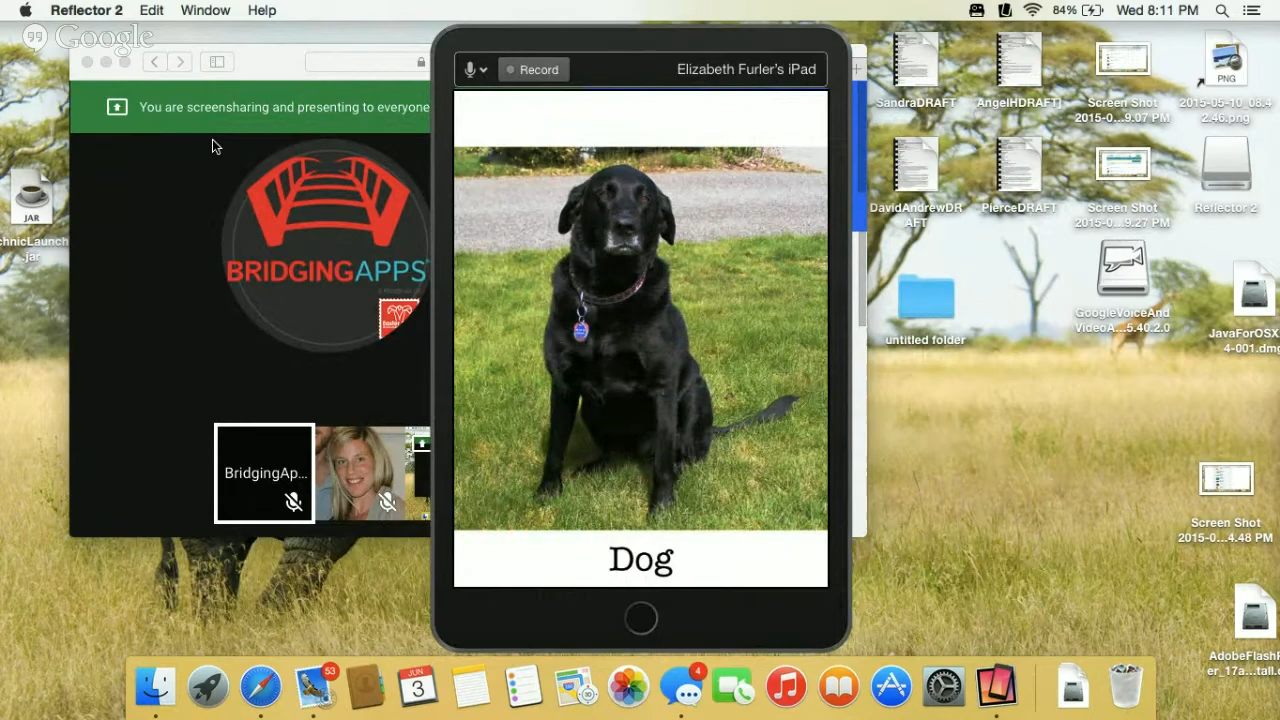 Reflector 2 Edit Window Help
84% Wed 8:11 PM
Google
Record
Elizabeth Furler's iPad
You are screensharing and presenting to everyone
BRIDGINGAPPS
BridgingAp...
Dog
SandraDRAFT
AngelHDRAFT
Screen Shot
2015-0...9.07 PM
2015-05-10_08.4
2.46.png
PNG
DavidAndrewDR
AFT
PierceDRAFT
Screen Shot
2015-0...9.27 PM
Reflector 2
untitled folder
GoogleVoiceAnd
VideoA...5.40.2.0
JavaForOSX
4-001.dmg
Screen Shot
2015-0...4.48 PM
AdobeFlashP
er_17a...tall.d
JAR
chnicLaunch
.jar
53
JUN
3
4